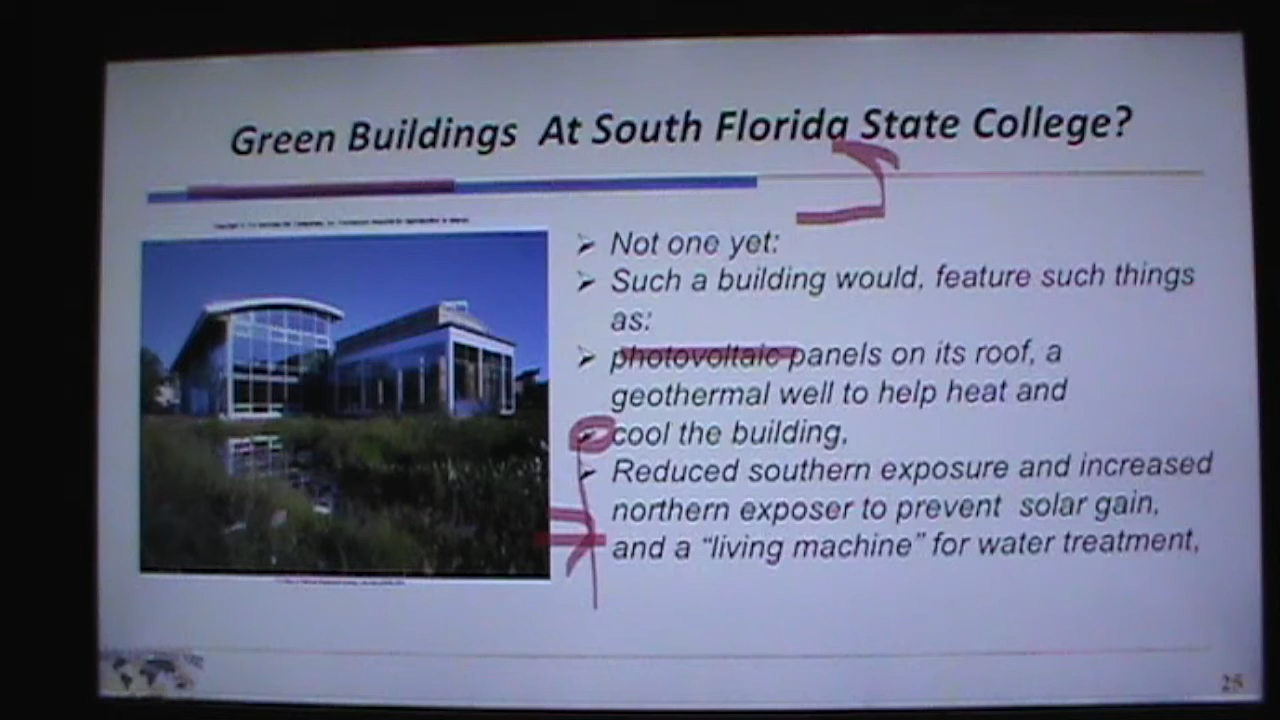 Green Buildings At South Florida State College?
Not one yet:
Such a building would, feature such things
as:
photovoltaic panels on its roof, a
geothermal well to help heat and
cool the building,
Reduced southern exposure and increased
northern exposer to prevent solar gain,
and a “living machine” for water treatment,
25